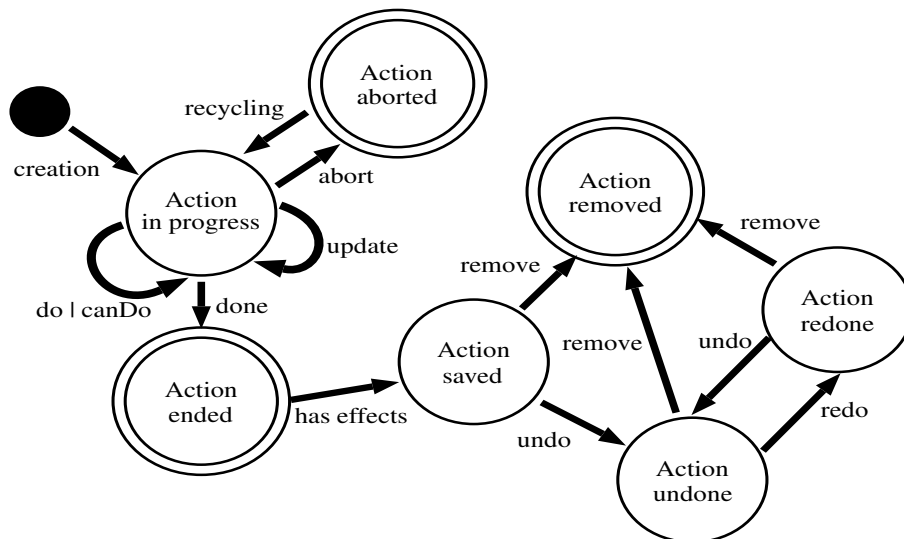 Action
aborted
recycling
creation
abort
Action
in progress
Action
removed
update
remove
remove
do | canDo
done
Action
saved
remove
undo
Action
redone
Action
ended
has effects
undo
redo
Action
undone